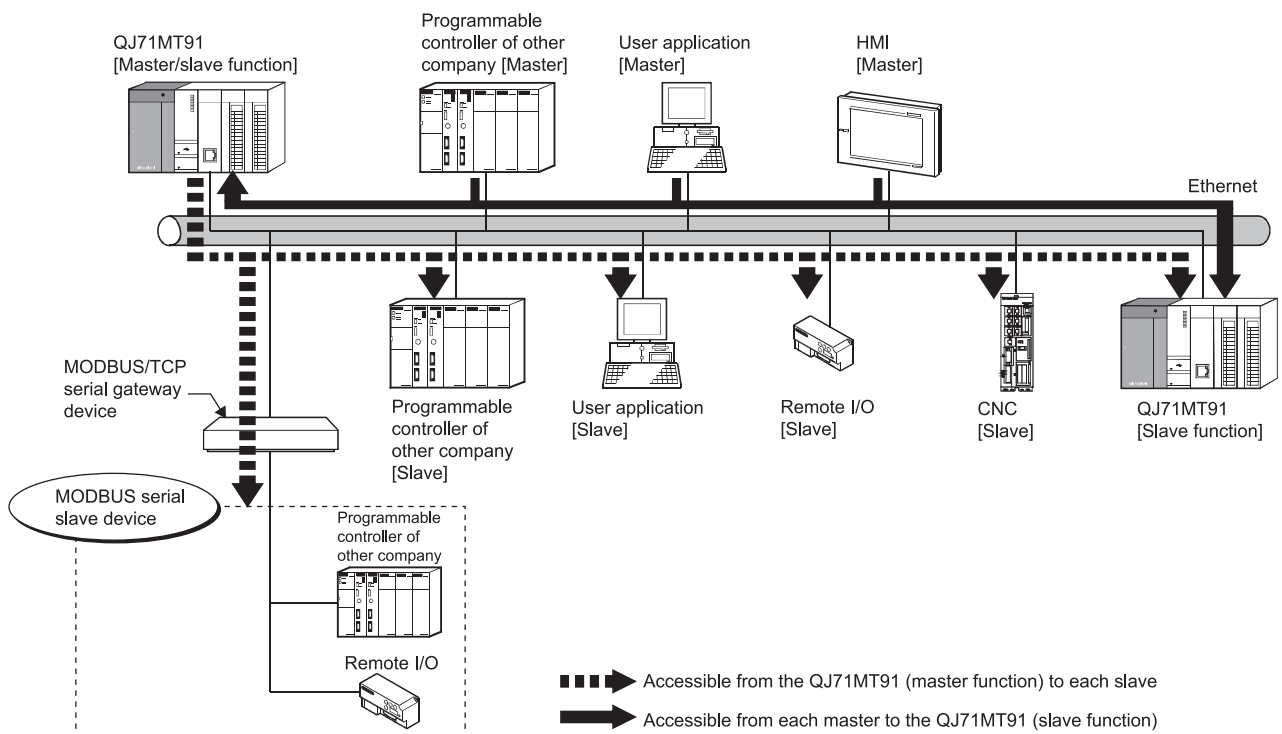 QJ71MT91
[Master/slave function]
Programmable
controller of other
company [Master]
User application
[Master]
HMI
[Master]
Ethernet
MODBUS/TCP
serial gateway
device
Programmable
controller of
other company
[Slave]
User application
[Slave]
Remote I/O
[Slave]
CNC
[Slave]
QJ71MT91
[Slave function]
MODBUS serial
slave device
Programmable
controller of
other company
Remote I/O
Accessible from the QJ71MT91 (master function) to each slave
Accessible from each master to the QJ71MT91 (slave function)